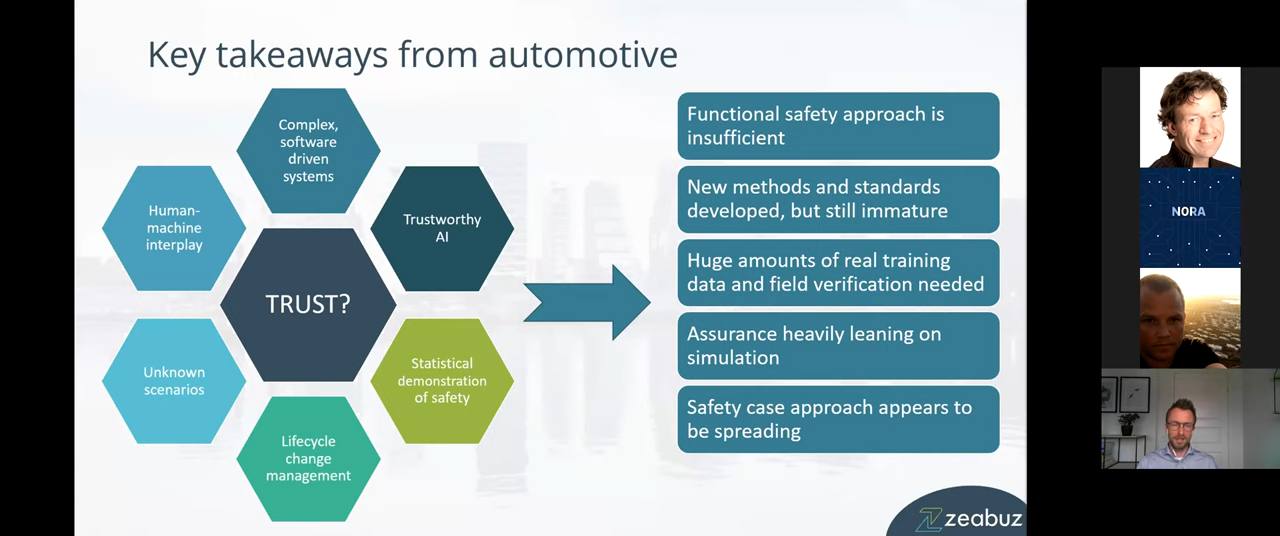 Key takeaways from automotive
Complex,
software
driven
systems
Human-
machine
interplay
Trustworthy
AI
TRUST?
Unknown
scenarios
Statistical
demonstration
of safety
Lifecycle
change
management
Functional safety approach is
insufficient
New methods and standards
developed, but still immature
Huge amounts of real training
data and field verification needed
Assurance heavily leaning on
simulation
Safety case approach appears to
be spreading
zeabuz
NORA